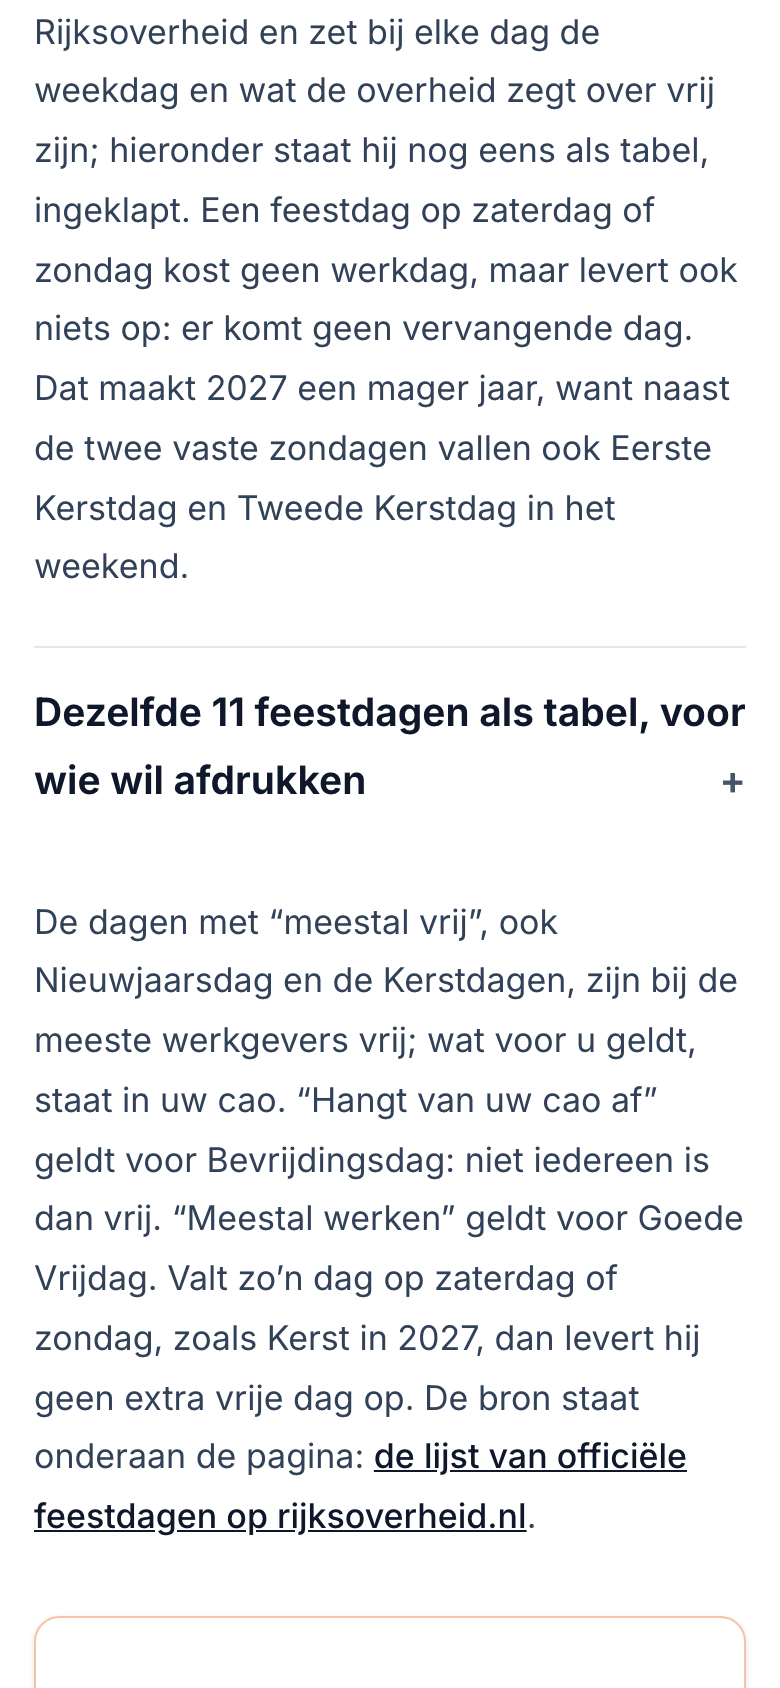 Rijksoverheid en zet bij elke dag de
weekdag en wat de overheid zegt over vrij
zijn; hieronder staat hij nog eens als tabel,
ingeklapt. Een feestdag op zaterdag of
zondag kost geen werkdag, maar levert ook
niets op: er komt geen vervangende dag.
Dat maakt 2027 een mager jaar, want naast
de twee vaste zondagen vallen ook Eerste
Kerstdag en Tweede Kerstdag in het
weekend.
Dezelfde 11 feestdagen als tabel, voor
wie wil afdrukken +
De dagen met “meestal vrij”, ook
Nieuwjaarsdag en de Kerstdagen, zijn bij de
meeste werkgevers vrij; wat voor u geldt,
staat in uw cao. “Hangt van uw cao af”
geldt voor Bevrijdingsdag: niet iedereen is
dan vrij. “Meestal werken” geldt voor Goede
Vrijdag. Valt zo’n dag op zaterdag of
zondag, zoals Kerst in 2027, dan levert hij
geen extra vrije dag op. De bron staat
onderaan de pagina: de lijst van officiële
feestdagen op rijksoverheid.nl.